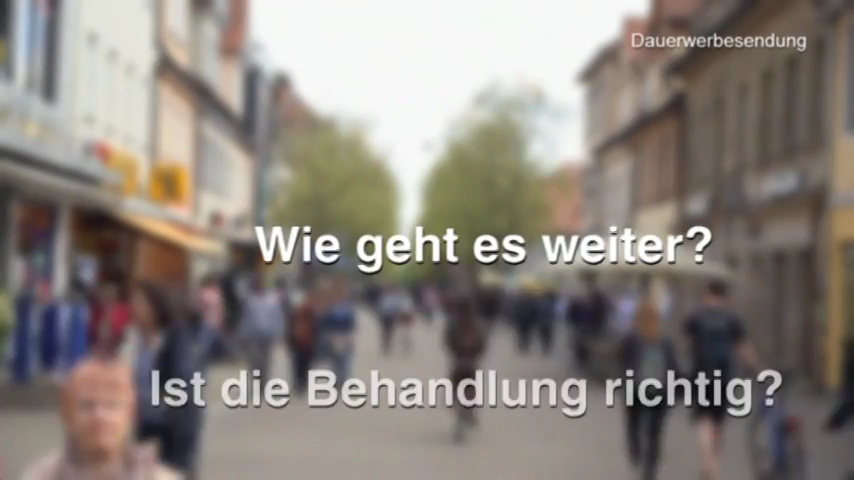 Dauerwerbesendung
Wie geht es weiter?
Ist die Behandlung richtig?